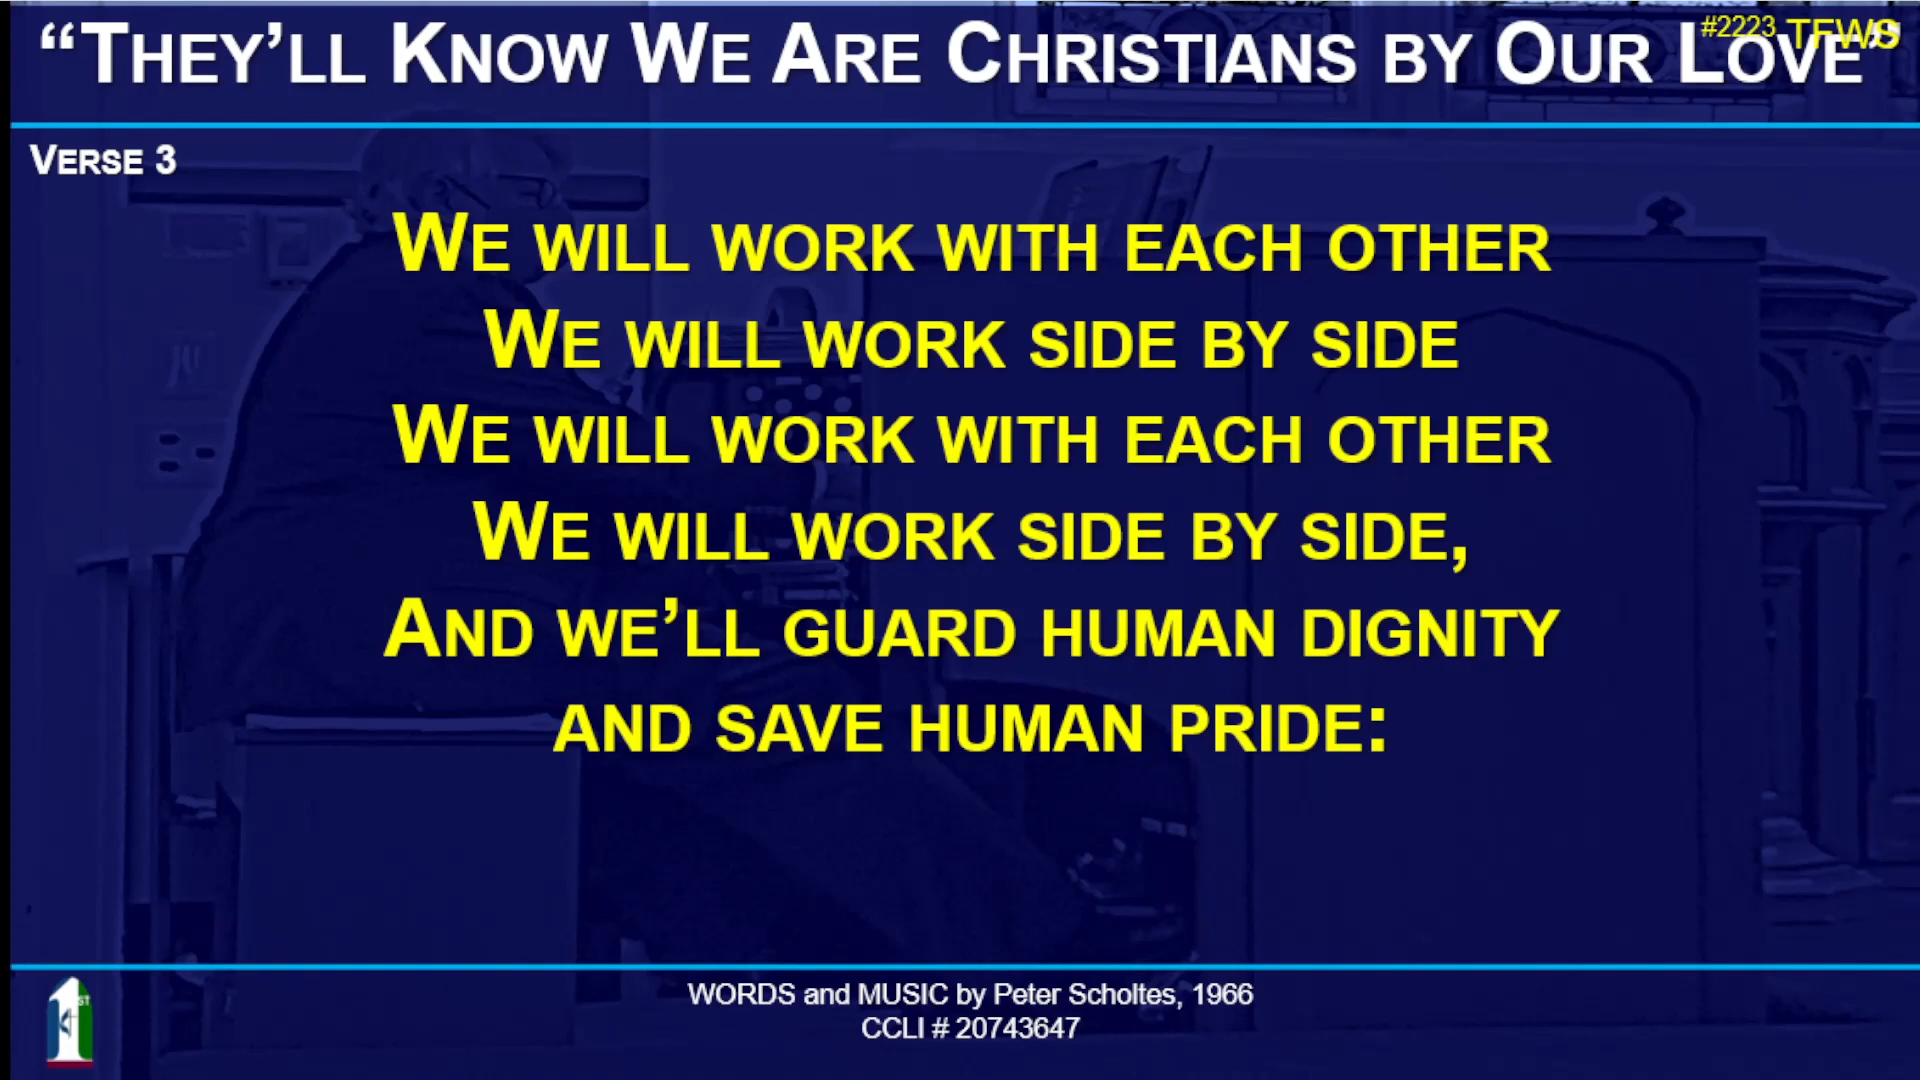 “THEY’LL KNOW WE ARE CHRISTIANS BY OUR LOVE”
#2223 TFWS
VERSE 3
WE WILL WORK WITH EACH OTHER
WE WILL WORK SIDE BY SIDE
WE WILL WORK WITH EACH OTHER
WE WILL WORK SIDE BY SIDE,
AND WE’LL GUARD HUMAN DIGNITY
AND SAVE HUMAN PRIDE:
WORDS and MUSIC by Peter Scholtes, 1966
CCLI # 20743647
1ST